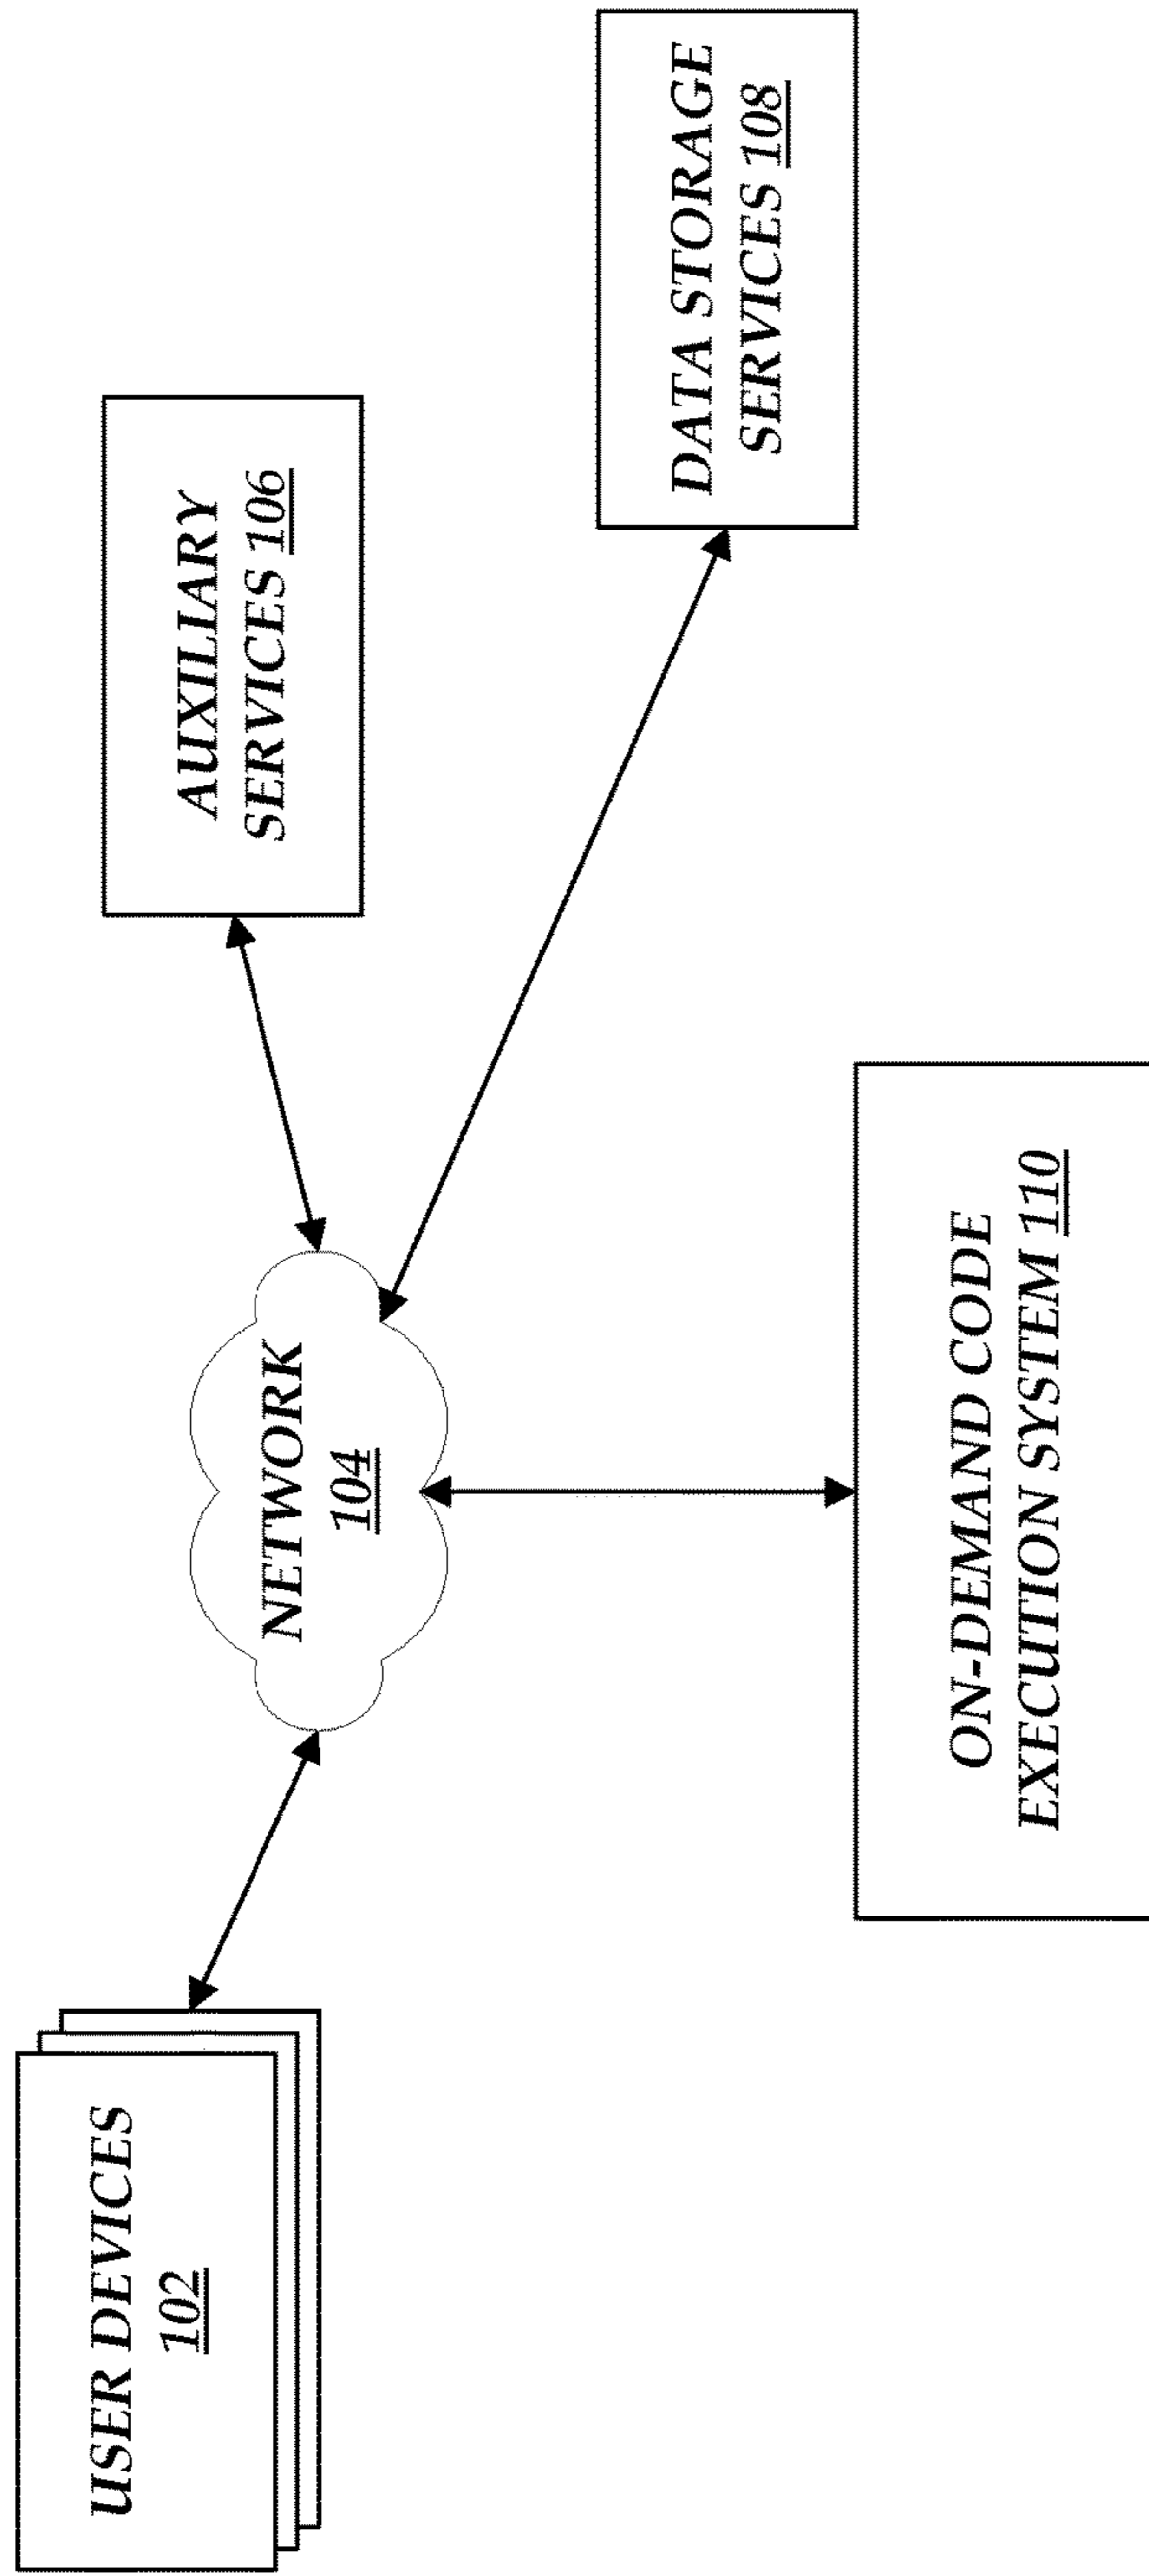 USER DEVICES
102
NETWORK
104
AUXILIARY
SERVICES 106
DATA STORAGE
SERVICES 108
ON-DEMAND CODE
EXECUTION SYSTEM 110